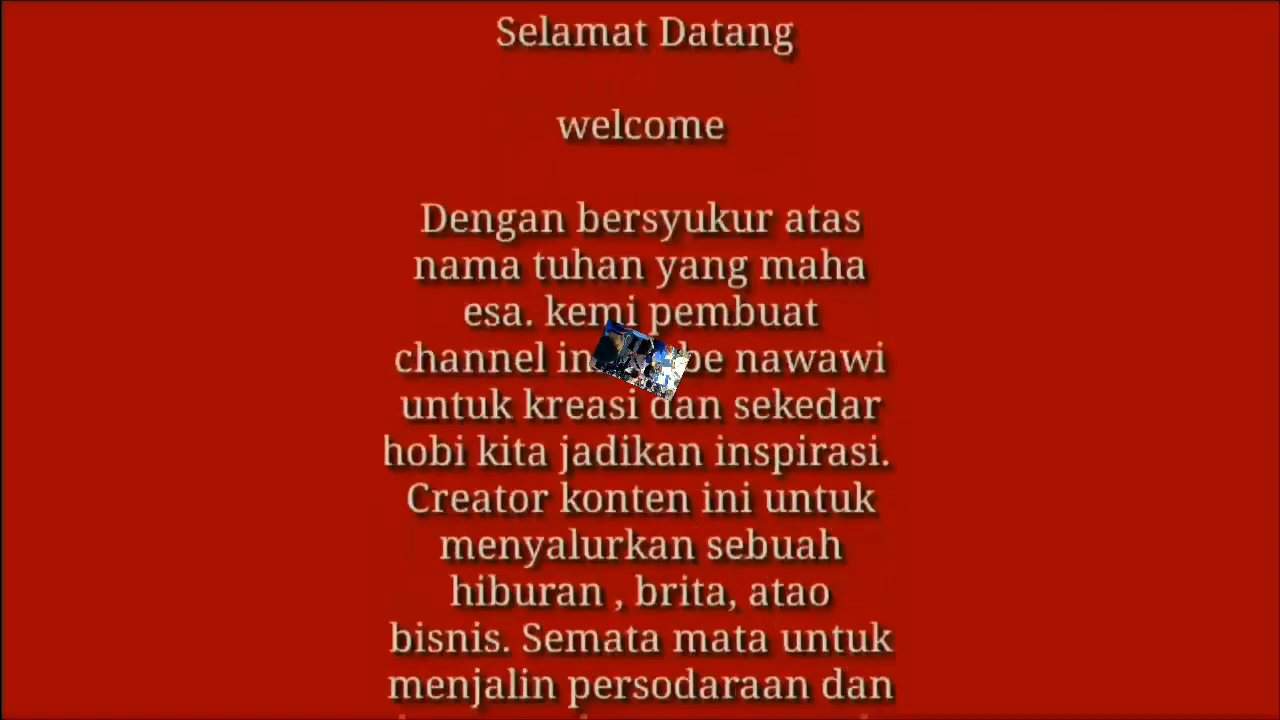 Selamat Datang
welcome
Dengan bersyukur atas
nama tuhan yang maha
esa. kemi pembuat
channel nawawi
untuk kreasi dan sekedar
hobi kita jadikan inspirasi.
Creator konten ini untuk
menyalurkan sebuah
hiburan , brita, atao
bisnis. Semata mata untuk
menjalin persodaraan dan